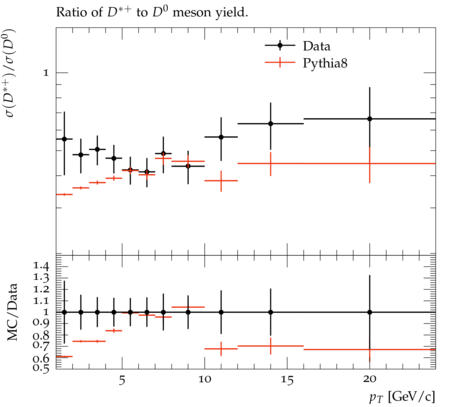 Ratio of D*+ to D0 meson yield.
σ(D*+)/σ(D0)
1
Data
Pythia8
MC/Data
1.4
1.3
1.2
1.1
1
0.9
0.8
0.7
0.6
0.5
5
10
15
20
pT [GeV/c]